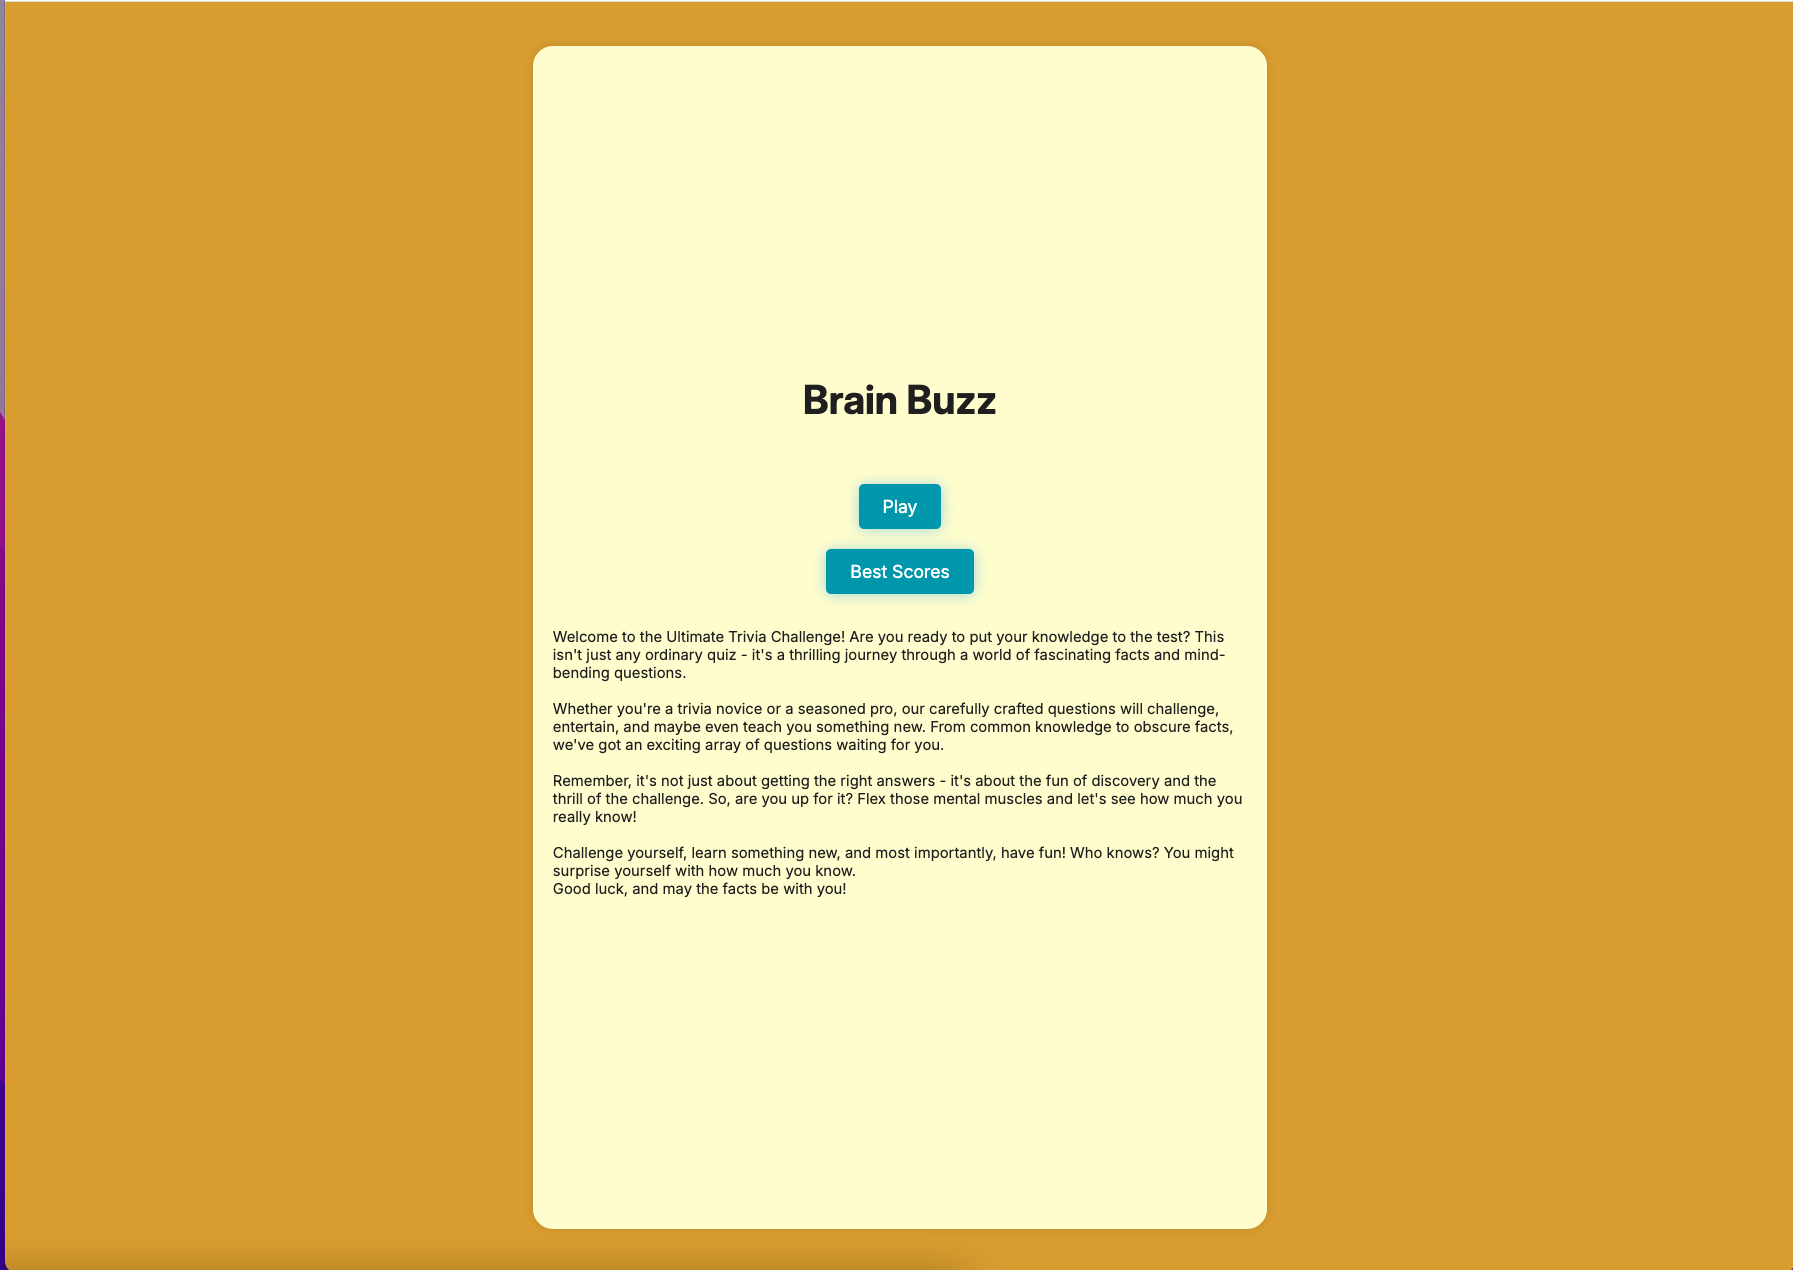 Brain Buzz
Play
Best Scores
Welcome to the Ultimate Trivia Challenge! Are you ready to put your knowledge to the test? This
isn't just any ordinary quiz - it's a thrilling journey through a world of fascinating facts and mind-
bending questions.
Whether you're a trivia novice or a seasoned pro, our carefully crafted questions will challenge,
entertain, and maybe even teach you something new. From common knowledge to obscure facts,
we've got an exciting array of questions waiting for you.
Remember, it's not just about getting the right answers - it's about the fun of discovery and the
thrill of the challenge. So, are you up for it? Flex those mental muscles and let's see how much you
really know!
Challenge yourself, learn something new, and most importantly, have fun! Who knows? You might
surprise yourself with how much you know.
Good luck, and may the facts be with you!